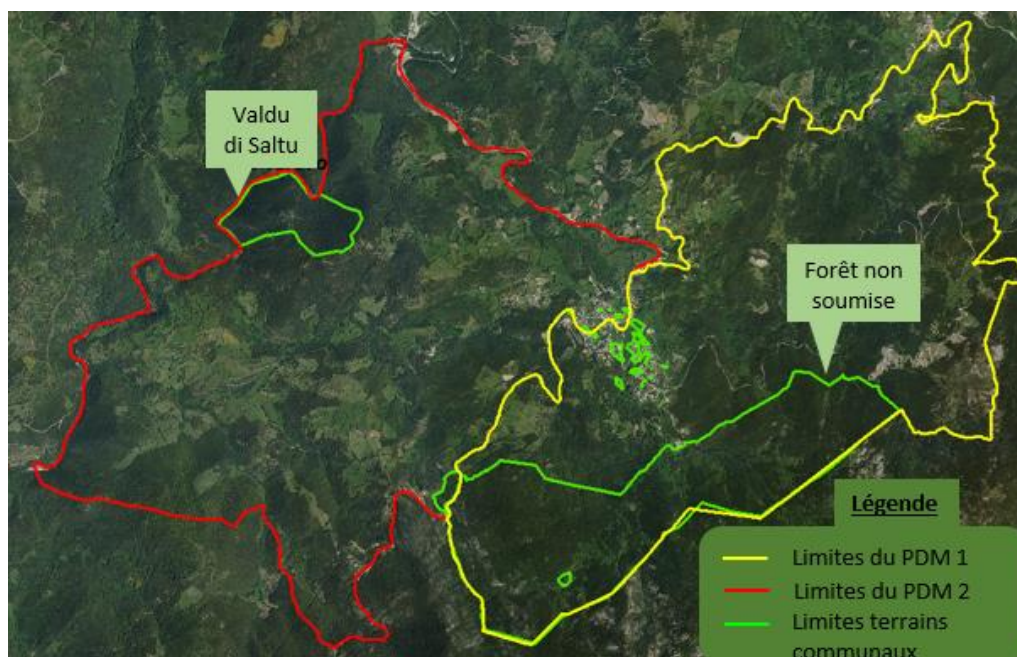 Valdu
di Saltu
Forêt non
soumise
Légende
Limites du PDM 1
Limites du PDM 2
Limites terrains
communaux